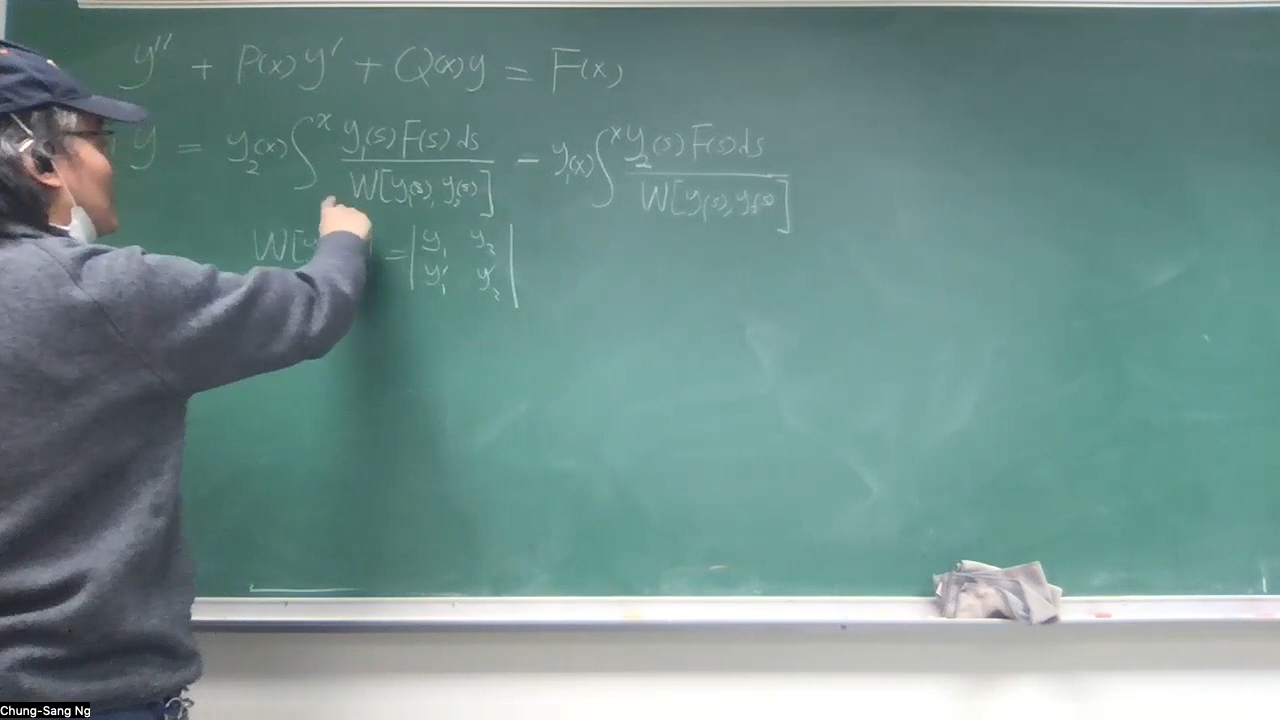 y'' + P(x) y' + Q(x) y = F(x)
y = y₂(x) ∫ˣ y₁(s) F(s) ds / W[y₁(s), y₂(s)] − y₁(x) ∫ˣ y₂(s) F(s) ds / W[y₁(s), y₂(s)]
W[y ] = | y₁ y₂ |
| y₁' y₂' |
Chung-Sang Ng